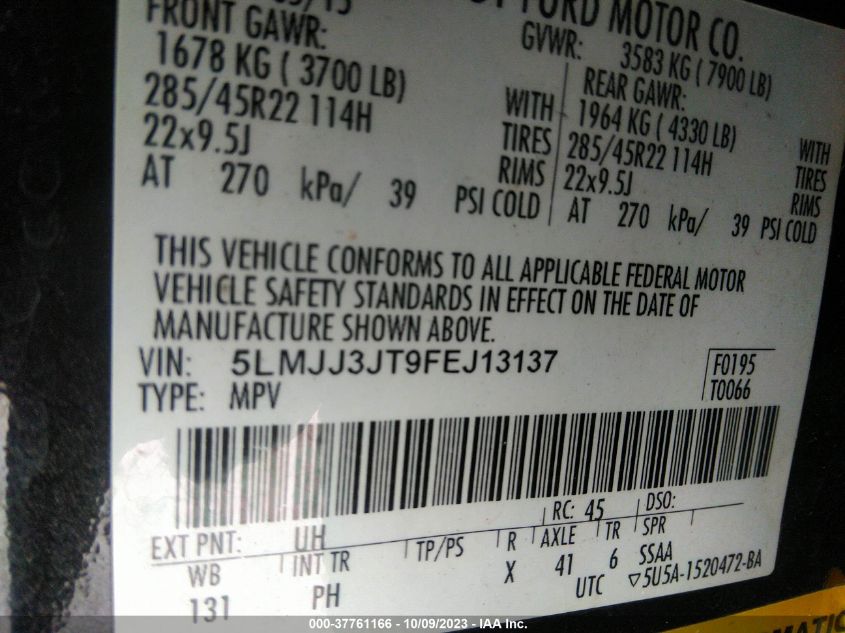 FORD MOTOR CO.
FRONT GAWR:
GVWR: 3583 KG ( 7900 LB)
1678 KG ( 3700 LB)
REAR GAWR:
1964 KG ( 4330 LB)
285/45R22 114H
WITH
285/45R22 114H
WITH
22x9.5J
TIRES
22x9.5J
TIRES
RIMS
RIMS
AT 270 kPa/ 39 PSI COLD
AT 270 kPa/ 39 PSI COLD
THIS VEHICLE CONFORMS TO ALL APPLICABLE FEDERAL MOTOR
VEHICLE SAFETY STANDARDS IN EFFECT ON THE DATE OF
MANUFACTURE SHOWN ABOVE.
VIN: 5LMJJ3JT9FEJ13137
F0195
TYPE: MPV
T0066
EXT PNT: UH RC: 45 DSO:
WB INT TR TP/PS R AXLE TR SPR
131 PH X 41 6 SSAA
UTC ▽5U5A-1520472-BA
000-37761166 - 10/09/2023 - IAAI.com